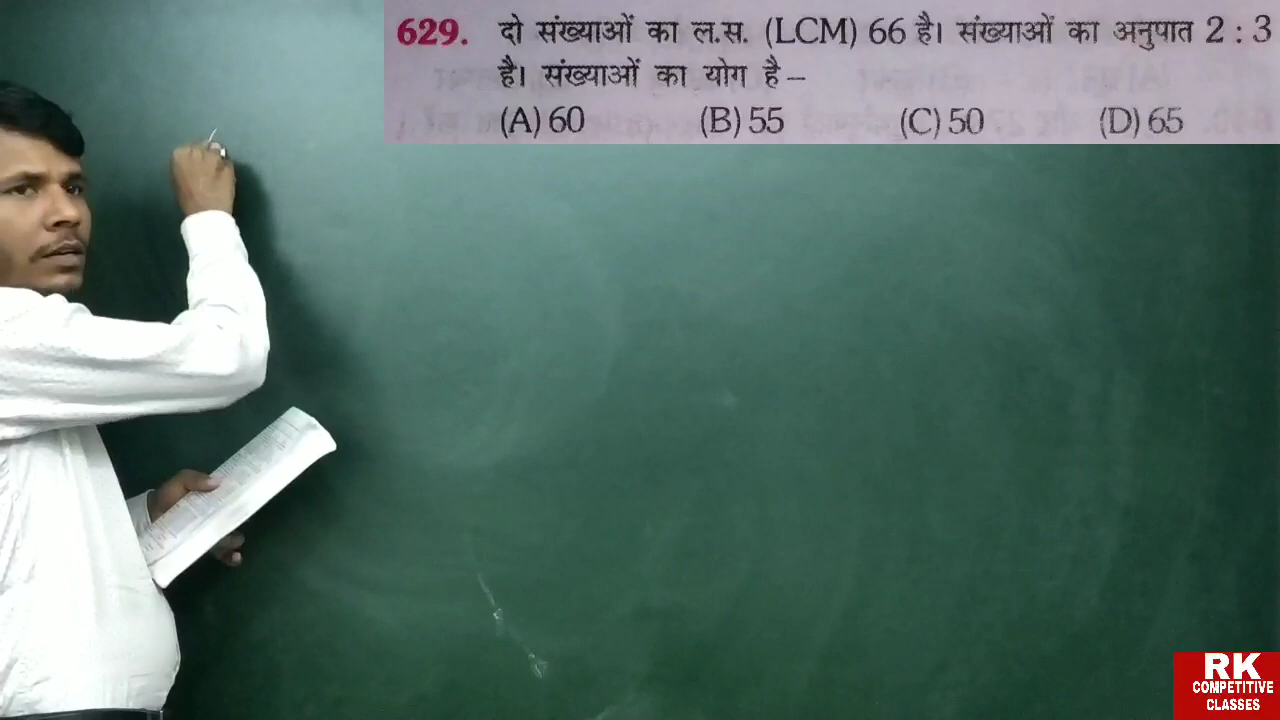 629. दो संख्याओं का ल.स. (LCM) 66 है। संख्याओं का अनुपात 2 : 3
है। संख्याओं का योग है–
(A) 60 (B) 55 (C) 50 (D) 65
RK
COMPETITIVE
CLASSES